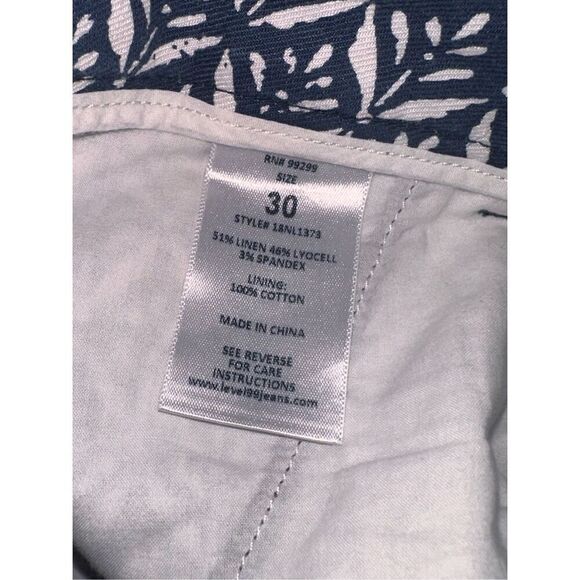 RN# 99299
SIZE
30
STYLE# 18NL1373
51% LINEN 46% LYOCELL
3% SPANDEX
LINING:
100% COTTON
MADE IN CHINA
SEE REVERSE
FOR CARE
INSTRUCTIONS
www.level99jeans.com